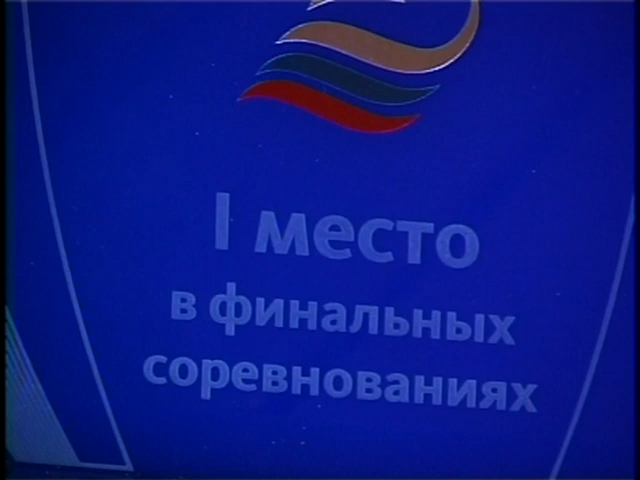 I место
в финальных
соревнованиях